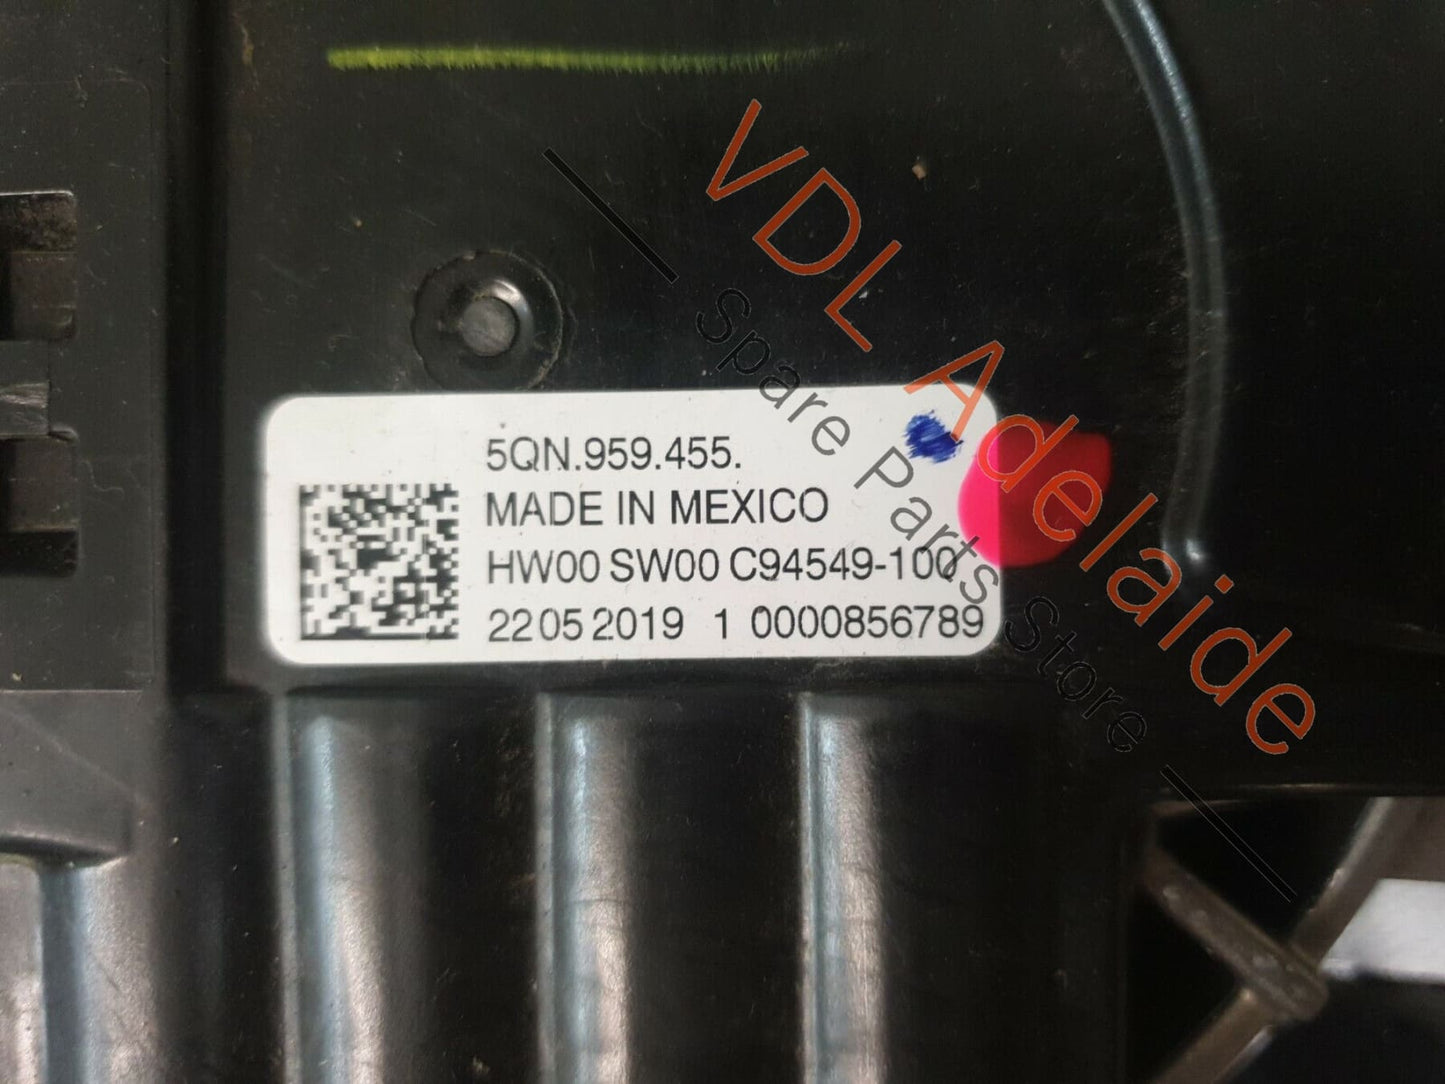 VDL Adelaide
Spare Parts Store
5QN.959.455.
MADE IN MEXICO
HW00 SW00 C94549-100
22 05 2019 1 0000856789